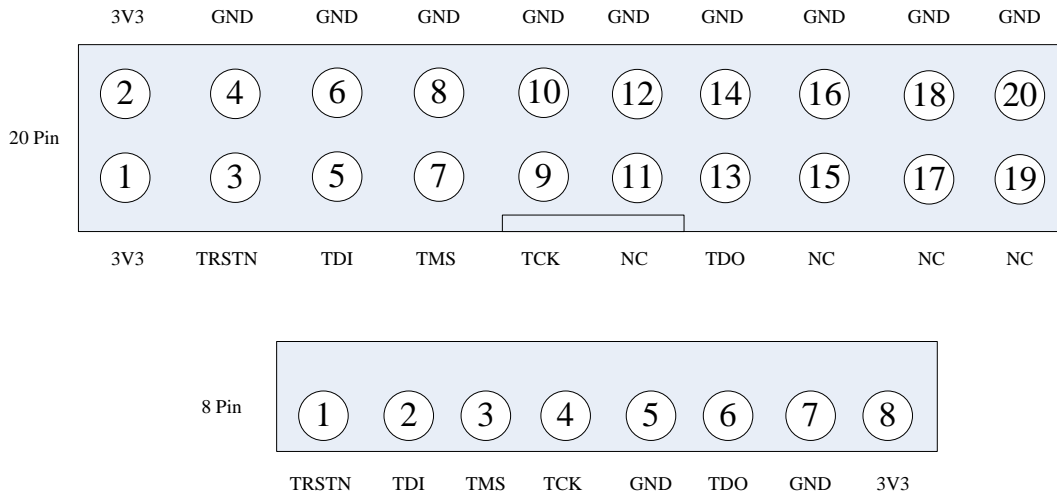 3V3 GND GND GND GND GND GND GND GND GND
2 4 6 8 10 12 14 16 18 20
20 Pin
1 3 5 7 9 11 13 15 17 19
3V3 TRSTN TDI TMS TCK NC TDO NC NC NC
8 Pin
1 2 3 4 5 6 7 8
TRSTN TDI TMS TCK GND TDO GND 3V3